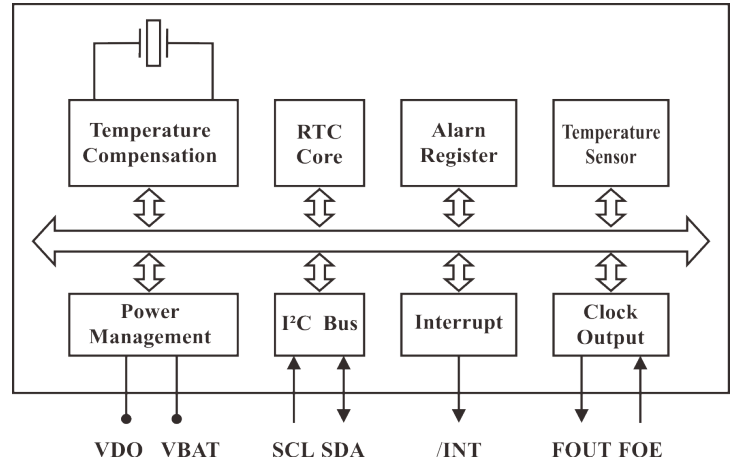 Temperature
Compensation
RTC
Core
Alarn
Register
Temperature
Sensor
Power
Management
I²C Bus
Interrupt
Clock
Output
VDO VBAT SCL SDA /INT FOUT FOE